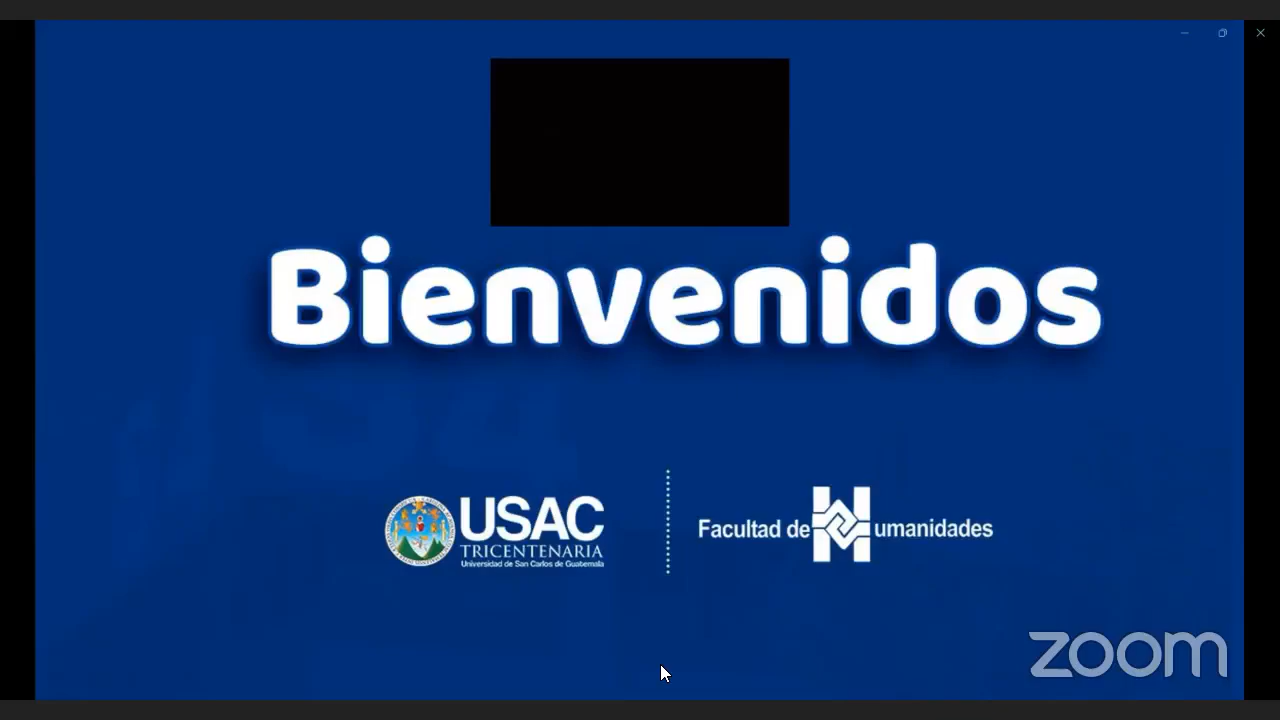 Bienvenidos
USAC
TRICENTENARIA
Universidad de San Carlos de Guatemala
Facultad de Humanidades
zoom